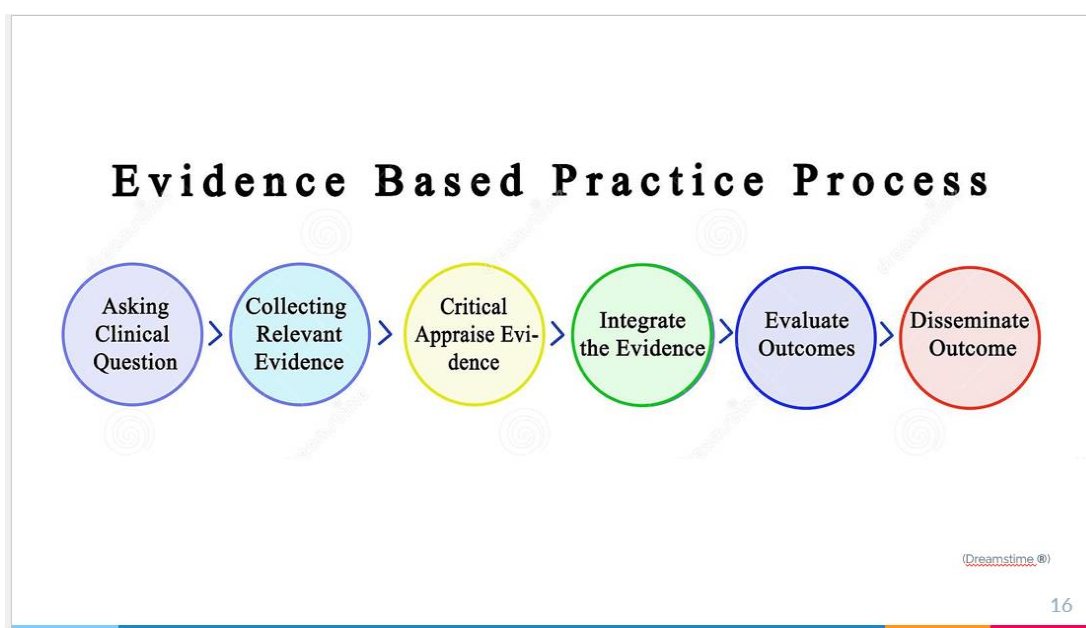 Evidence Based Practice Process
Asking
Clinical
Question
Collecting
Relevant
Evidence
Critical
Appraise Evi-
dence
Integrate
the Evidence
Evaluate
Outcomes
Disseminate
Outcome
(Dreamstime ®)
16